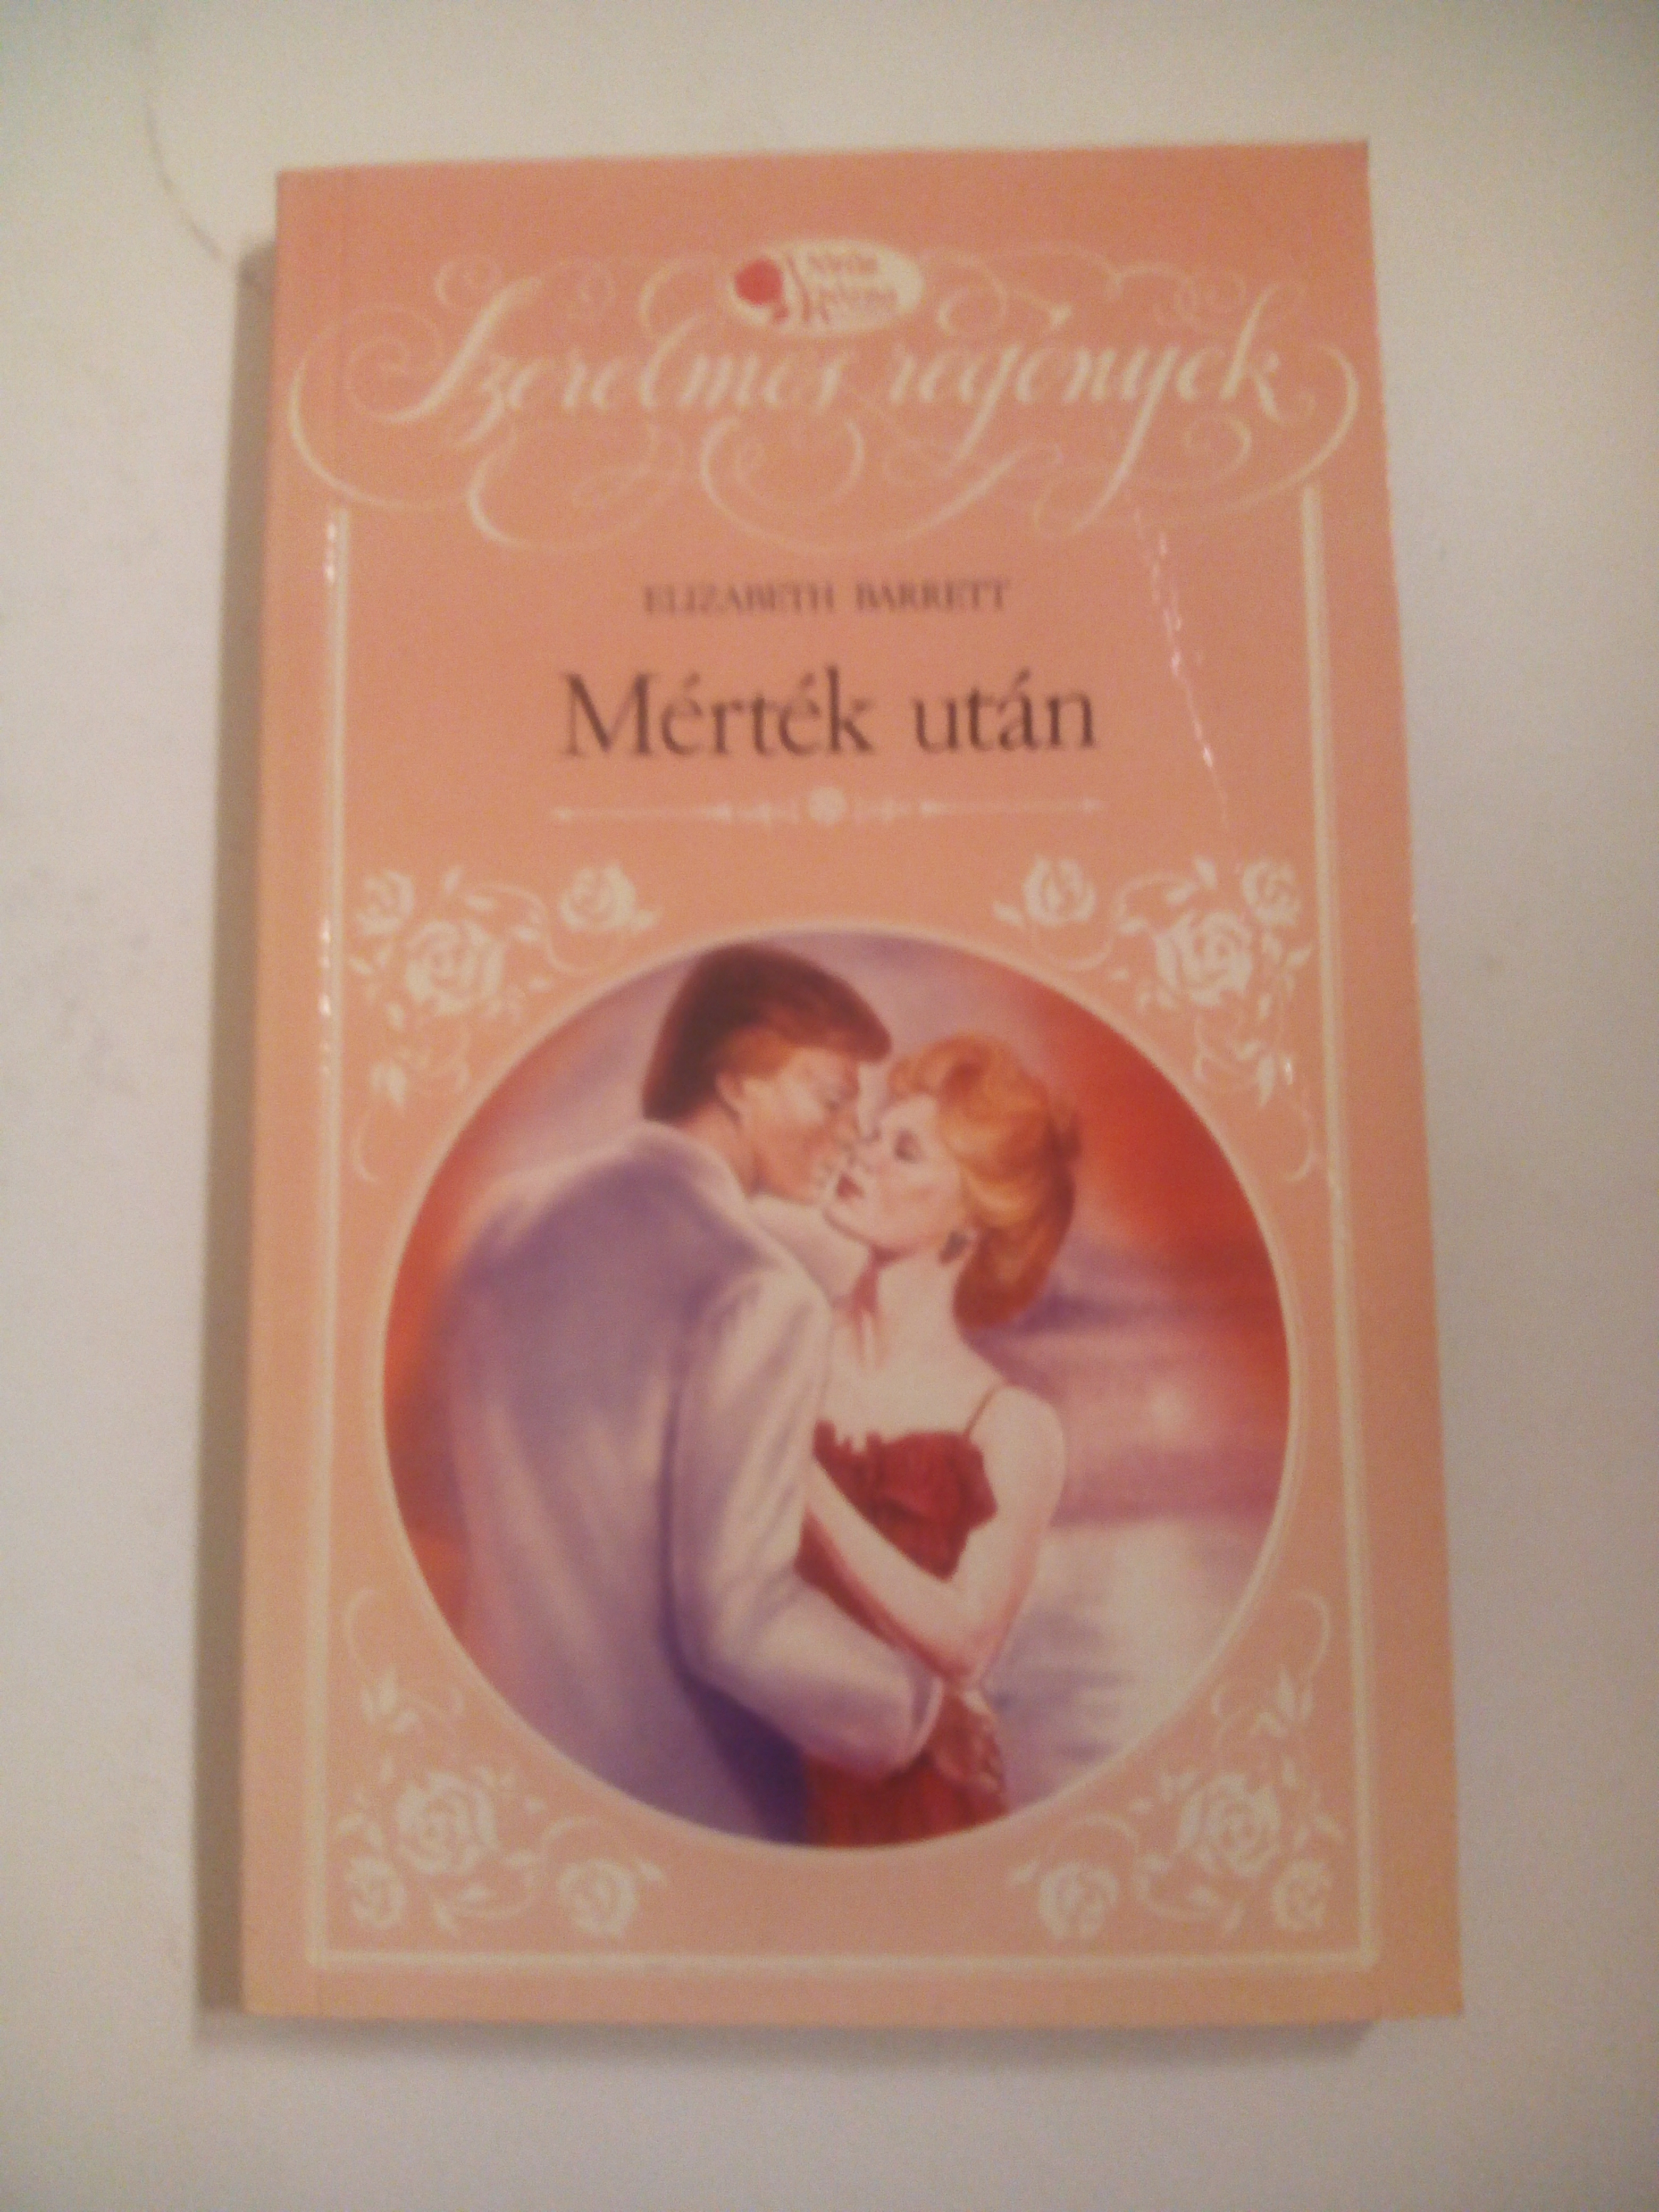 Szerelmes regények
ELIZABETH BARRETT
Mérték után